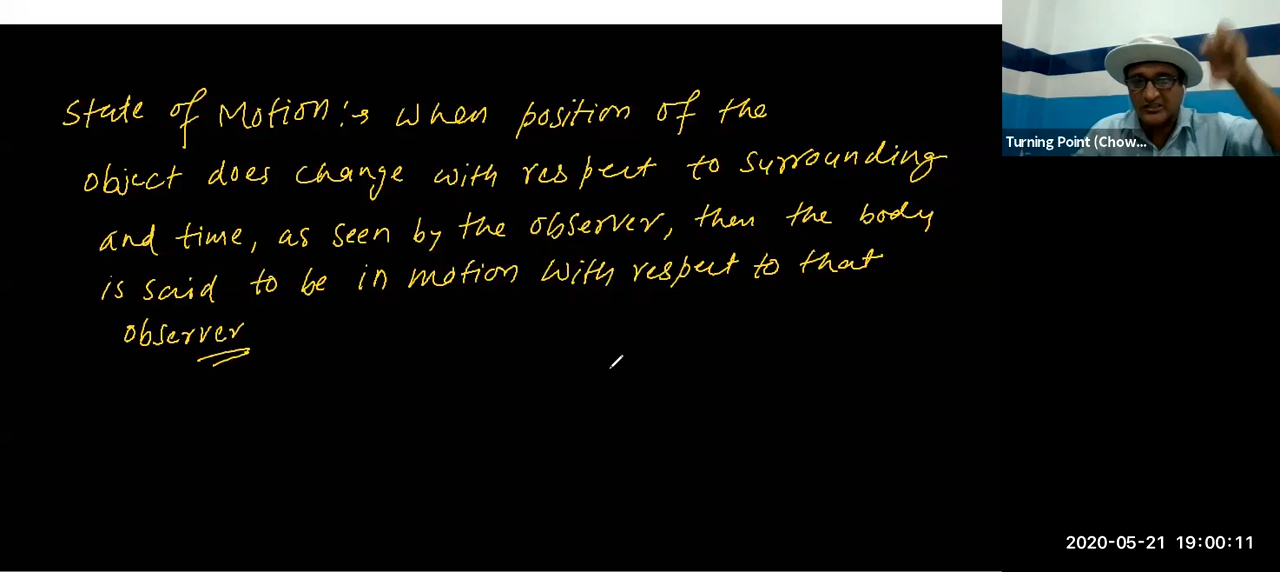 State of Motion :- When position of the
object does change with respect to surrounding
and time, as seen by the observer, then the body
is said to be in motion with respect to that
observer
Turning Point (Chow...
2020-05-21 19:00:11